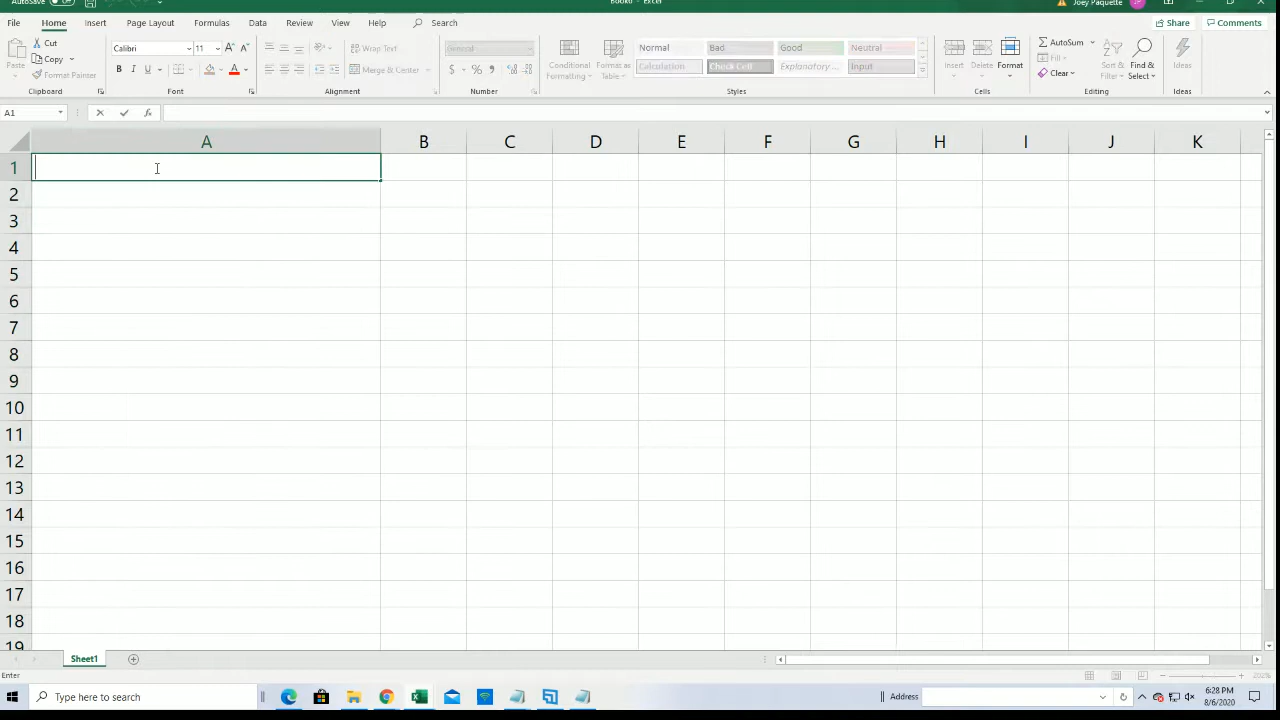 AutoSave Book6 - Excel Joey Paquette
File Home Insert Page Layout Formulas Data Review View Help Search Share Comments
Paste Cut Copy Format Painter Clipboard
Calibri 11 A A B I U A Font
Wrap Text Merge & Center Alignment
General $ % Number
Conditional Formatting Format as Table
Normal Bad Good Neutral
Calculation Check Cell Explanatory ... Input
Styles
Insert Delete Format Cells
AutoSum Fill Clear Sort & Filter Find & Select Editing
Ideas Ideas
A1 fx
A B C D E F G H I J K
1
2
3
4
5
6
7
8
9
10
11
12
13
14
15
16
17
18
19
Sheet1
Enter 202%
Type here to search Address 6:28 PM
8/6/2020